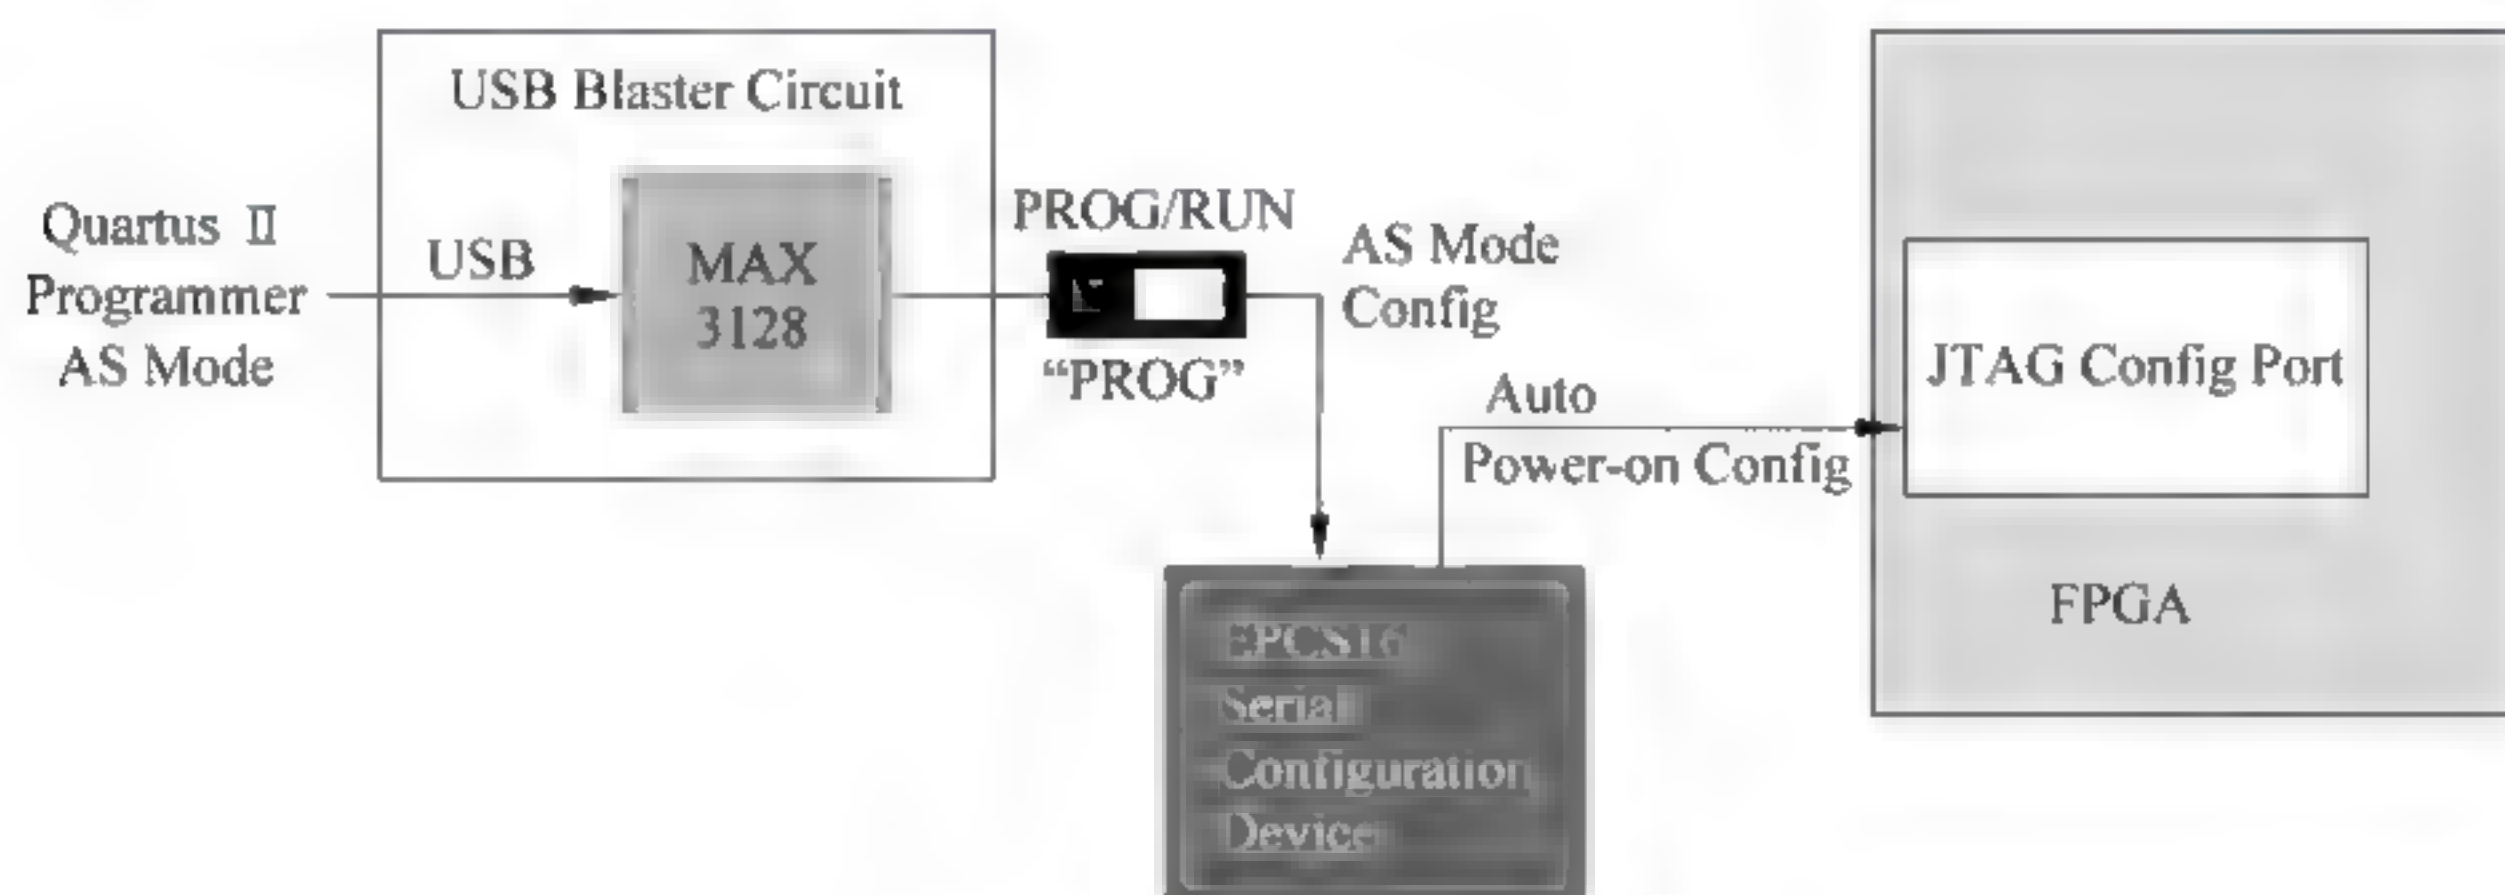 USB Blaster Circuit
Quartus II
Programmer
AS Mode
USB
MAX
3128
PROG/RUN
“PROG”
AS Mode
Config
Auto
Power-on Config
JTAG Config Port
FPGA
EPCS16
Serial
Configuration
Device